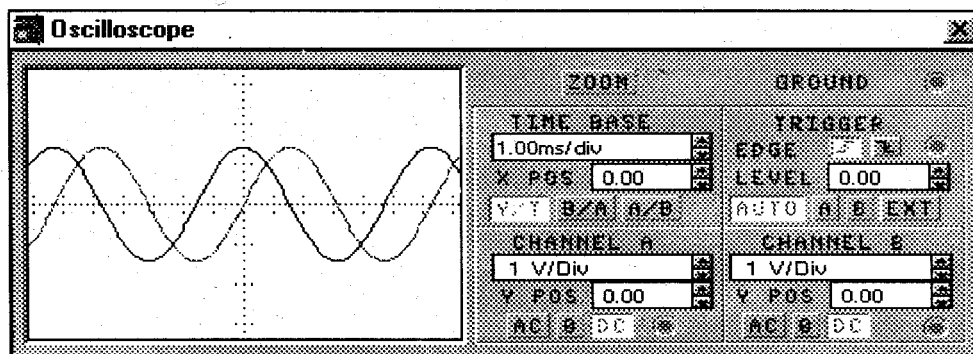 Oscilloscope
ZOOM GROUND
TIME BASE
1.00ms/div
X POS 0.00
Y/T B/A A/B
TRIGGER
EDGE
LEVEL 0.00
AUTO A B EXT
CHANNEL A
1 V/Div
Y POS 0.00
AC 0 DC
CHANNEL B
1 V/Div
Y POS 0.00
AC 0 DC